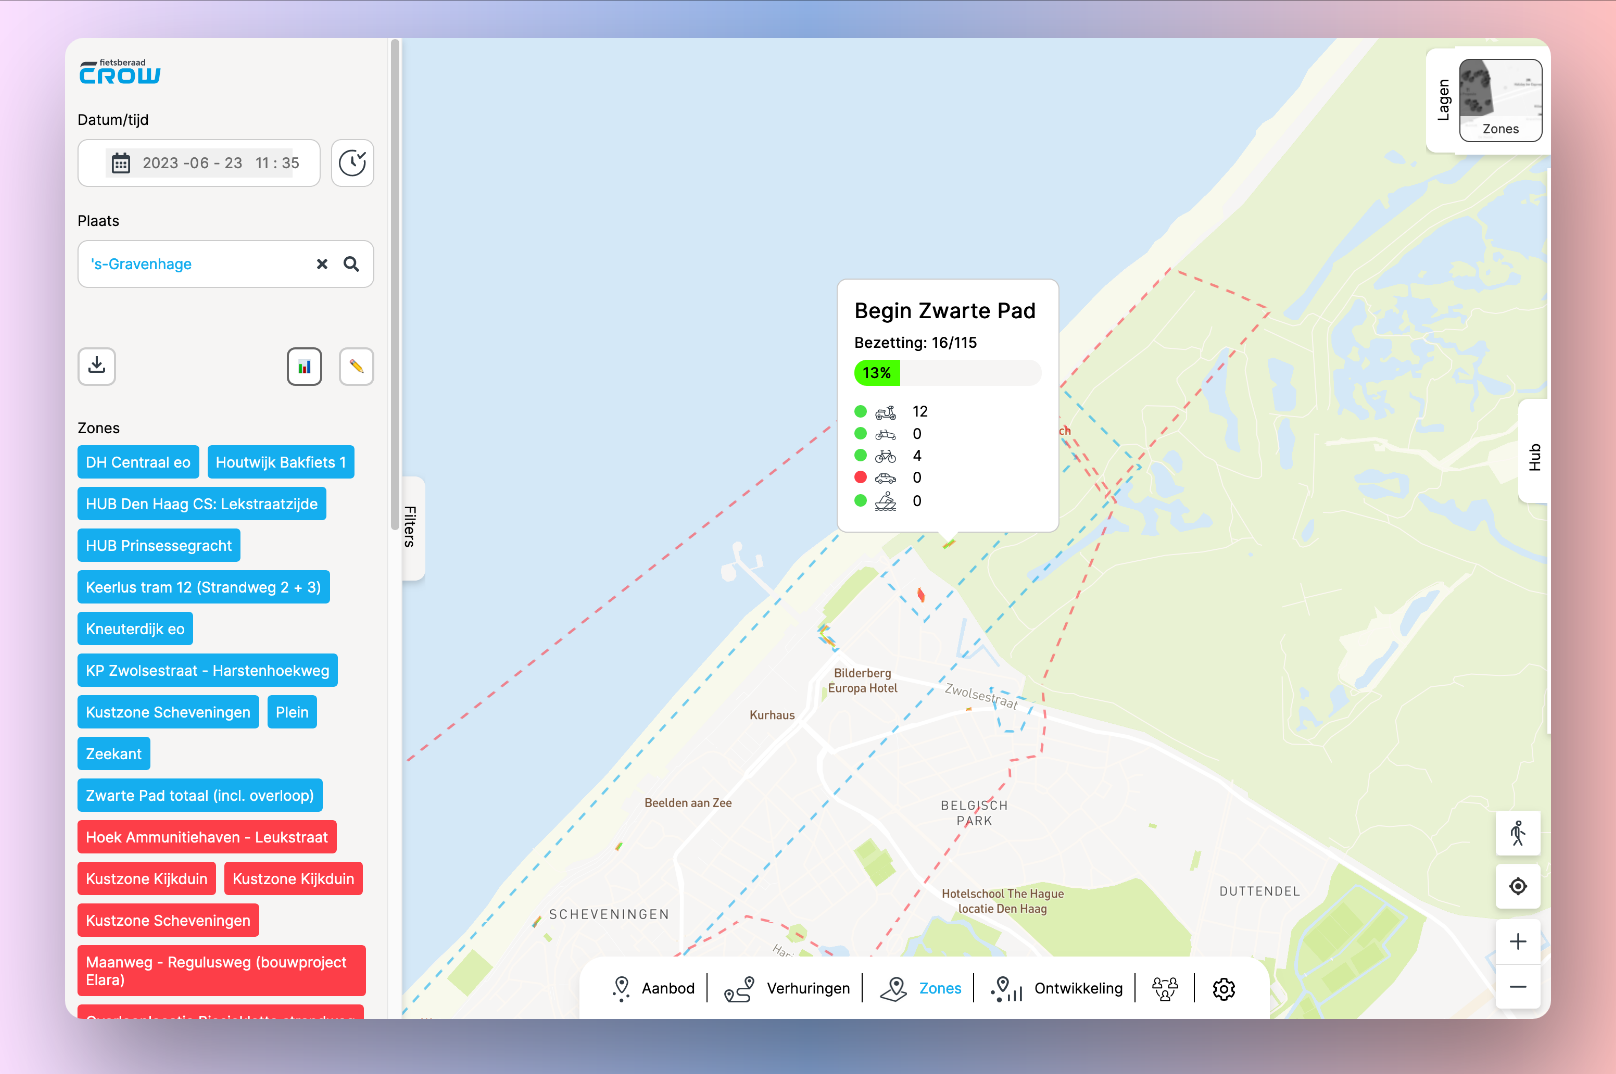 fietsberaad
CROW
Datum/tijd
2023 -06 - 23 11 : 35
Plaats
's-Gravenhage
Zones
DH Centraal eo
Houtwijk Bakfiets 1
HUB Den Haag CS: Lekstraatzijde
HUB Prinsessegracht
Keerlus tram 12 (Strandweg 2 + 3)
Kneuterdijk eo
KP Zwolsestraat - Harstenhoekweg
Kustzone Scheveningen
Plein
Zeekant
Zwarte Pad totaal (incl. overloop)
Hoek Ammunitiehaven - Leukstraat
Kustzone Kijkduin
Kustzone Kijkduin
Kustzone Scheveningen
Maanweg - Regulusweg (bouwproject
Elara)
Filters
Begin Zwarte Pad
Bezetting: 16/115
13%
12
0
4
0
0
ch
Bilderberg
Europa Hotel
Kurhaus
Zwolsestraat
Beelden aan Zee
BELGISCH
PARK
Hotelschool The Hague
locatie Den Haag
DUTTENDEL
SCHEVENINGEN
Lagen
Zones
Hub
Aanbod
Verhuringen
Zones
Ontwikkeling